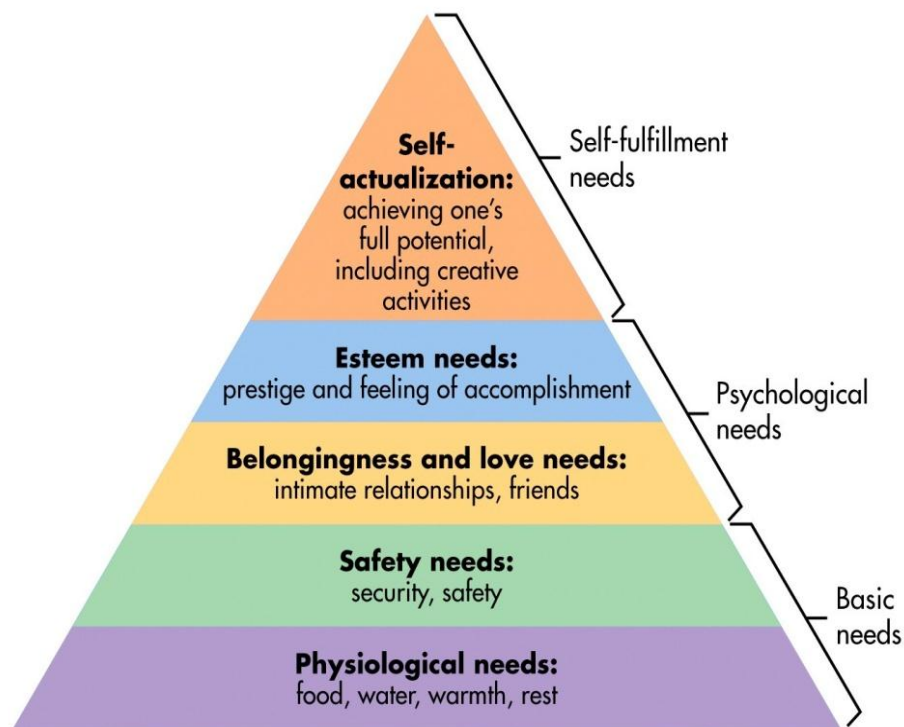 Self-
actualization:
achieving one's
full potential,
including creative
activities
Self-fulfillment
needs
Esteem needs:
prestige and feeling of accomplishment
Psychological
needs
Belongingness and love needs:
intimate relationships, friends
Safety needs:
security, safety
Basic
needs
Physiological needs:
food, water, warmth, rest